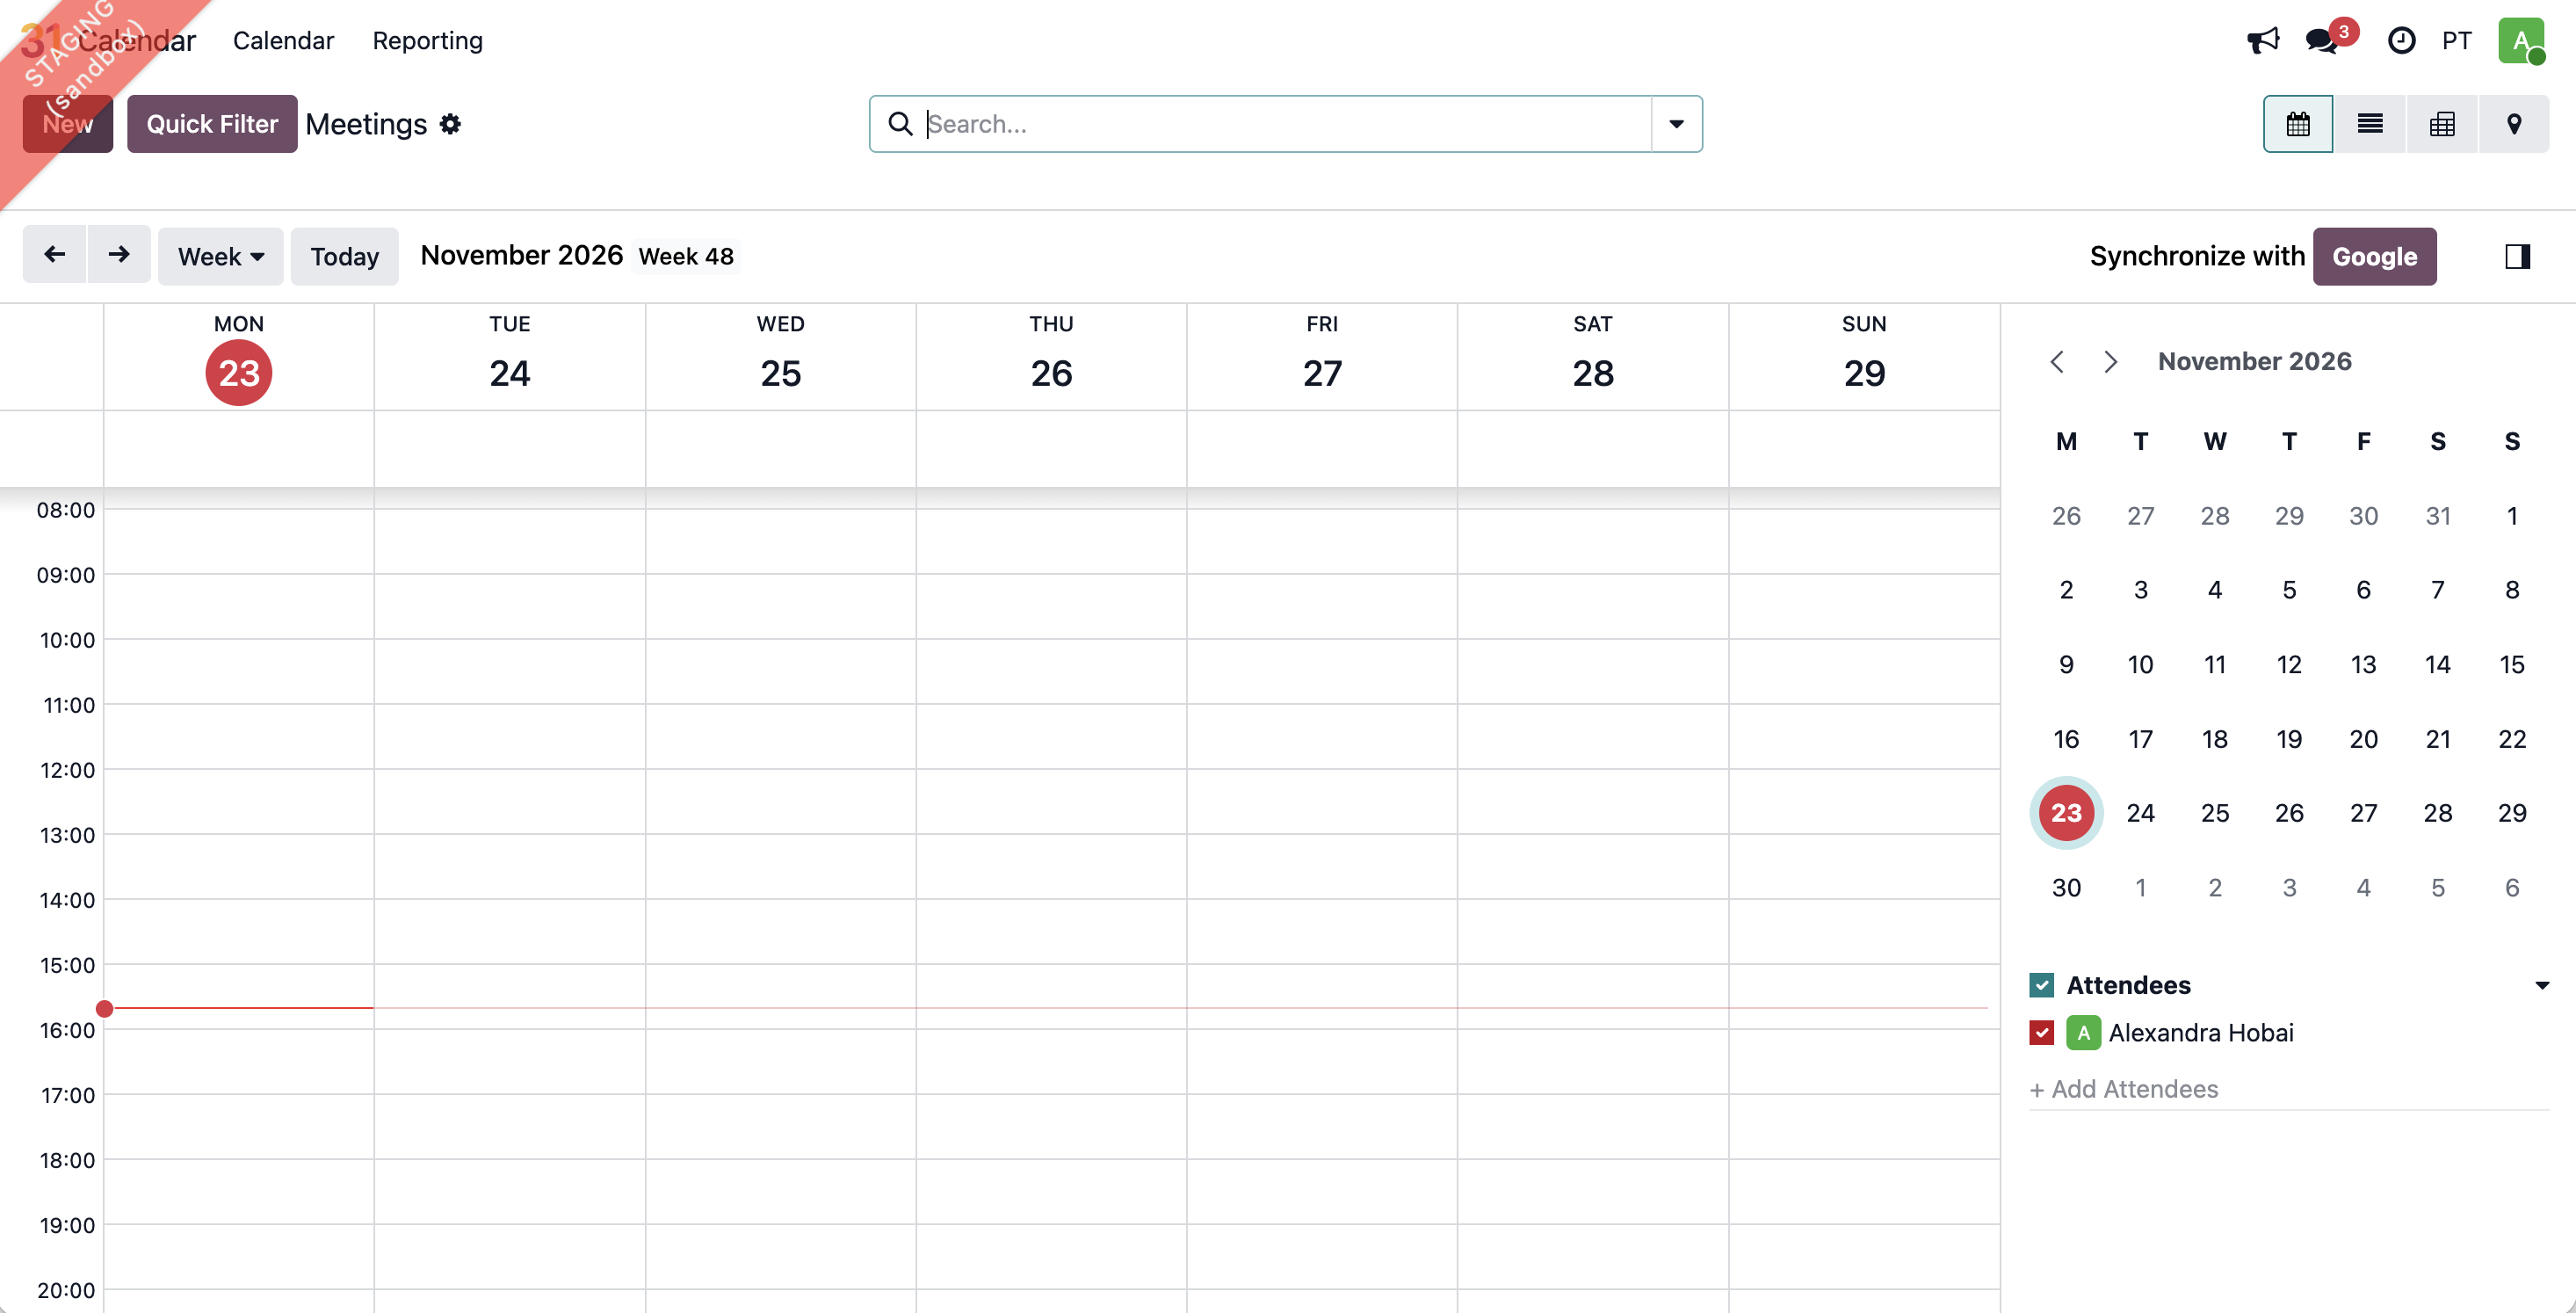 STAGING
(sandbox)
31 Calendar Calendar Reporting
3 PT A
New Quick Filter Meetings
Search...
Week Today November 2026 Week 48
Synchronize with Google
MON TUE WED THU FRI SAT SUN
23 24 25 26 27 28 29
08:00
09:00
10:00
11:00
12:00
13:00
14:00
15:00
16:00
17:00
18:00
19:00
20:00
November 2026
M T W T F S S
26 27 28 29 30 31 1
2 3 4 5 6 7 8
9 10 11 12 13 14 15
16 17 18 19 20 21 22
23 24 25 26 27 28 29
30 1 2 3 4 5 6
Attendees
A Alexandra Hobai
+ Add Attendees